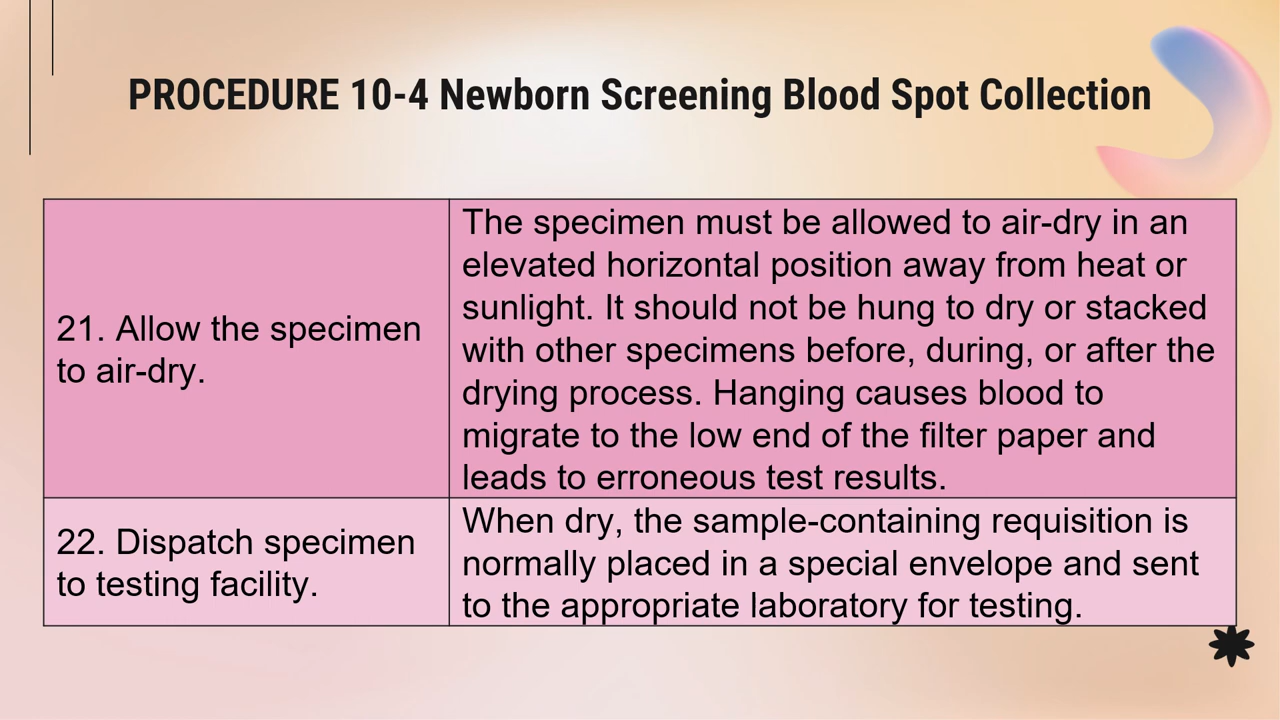 PROCEDURE 10-4 Newborn Screening Blood Spot Collection
21. Allow the specimen
to air-dry.
The specimen must be allowed to air-dry in an
elevated horizontal position away from heat or
sunlight. It should not be hung to dry or stacked
with other specimens before, during, or after the
drying process. Hanging causes blood to
migrate to the low end of the filter paper and
leads to erroneous test results.
22. Dispatch specimen
to testing facility.
When dry, the sample-containing requisition is
normally placed in a special envelope and sent
to the appropriate laboratory for testing.